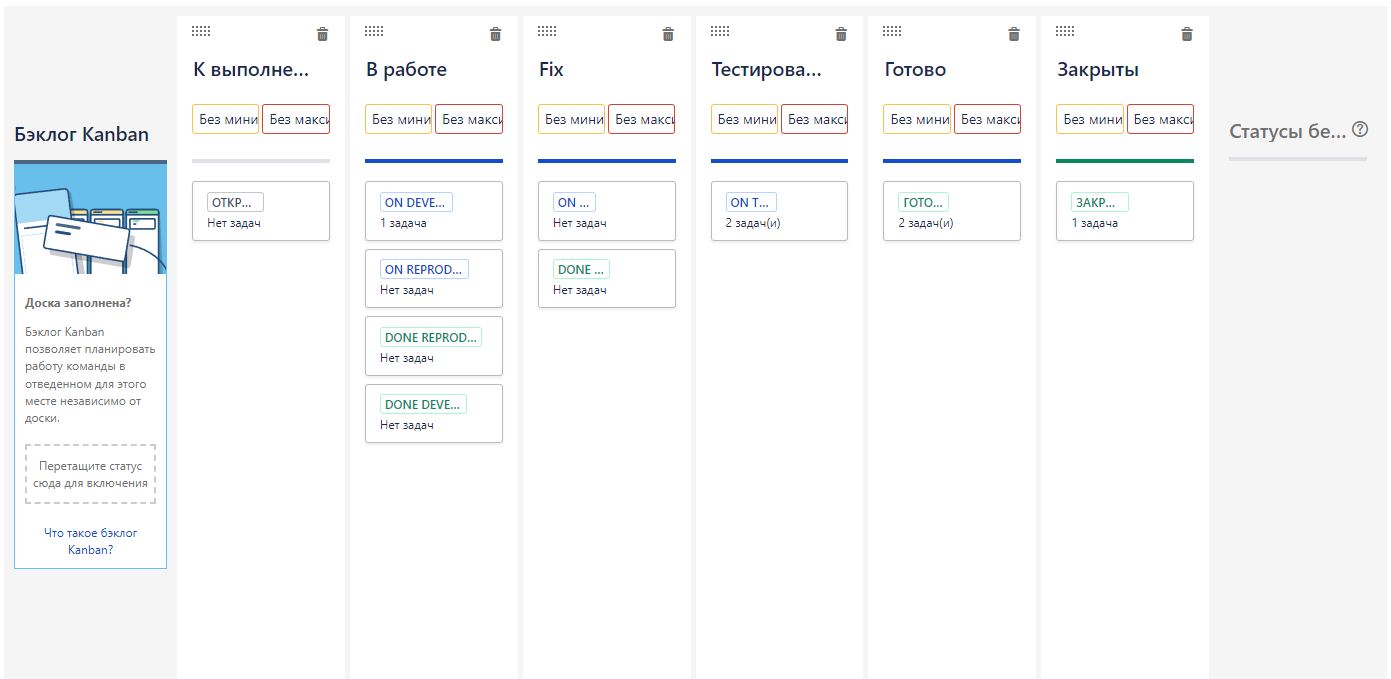 Бэклог Kanban
Доска заполнена?
Бэклог Kanban
позволяет планировать
работу команды в
отведенном для этого
месте независимо от
доски.
Перетащите статус
сюда для включения
Что такое бэклог
Kanban?
К выполне...
Без мини Без макси
ОТКР...
Нет задач
В работе
Без мини Без макси
ON DEVE...
1 задача
ON REPROD...
Нет задач
DONE REPROD...
Нет задач
DONE DEVE...
Нет задач
Fix
Без мини Без макси
ON ...
Нет задач
DONE ...
Нет задач
Тестирова...
Без мини Без макси
ON T...
2 задач(и)
Готово
Без мини Без макси
ГОТО...
2 задач(и)
Закрыты
Без мини Без макси
ЗАКР...
1 задача
Статусы бе... ?